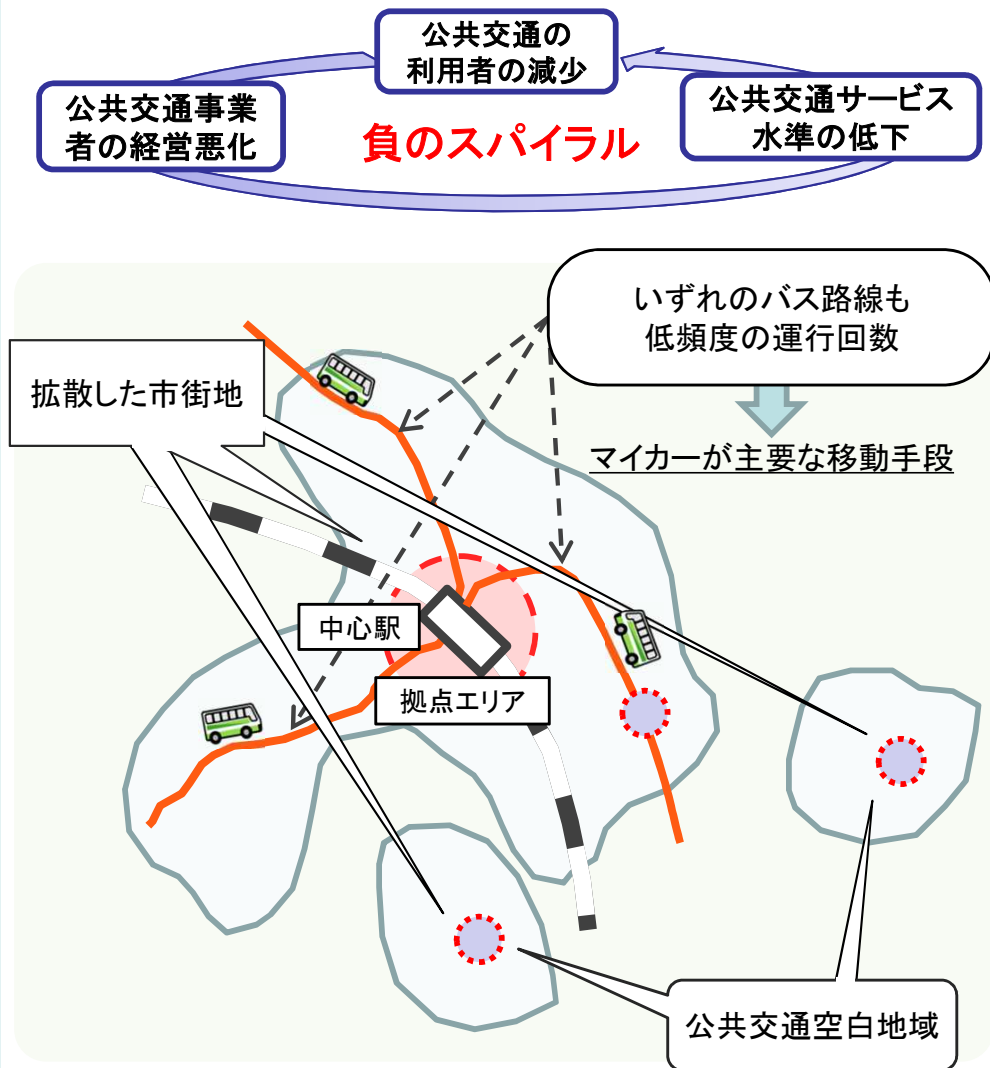 公共交通の
利用者の減少
公共交通事業
者の経営悪化
負のスパイラル
公共交通サービス
水準の低下
いずれのバス路線も
低頻度の運行回数
拡散した市街地
マイカーが主要な移動手段
中心駅
拠点エリア
公共交通空白地域